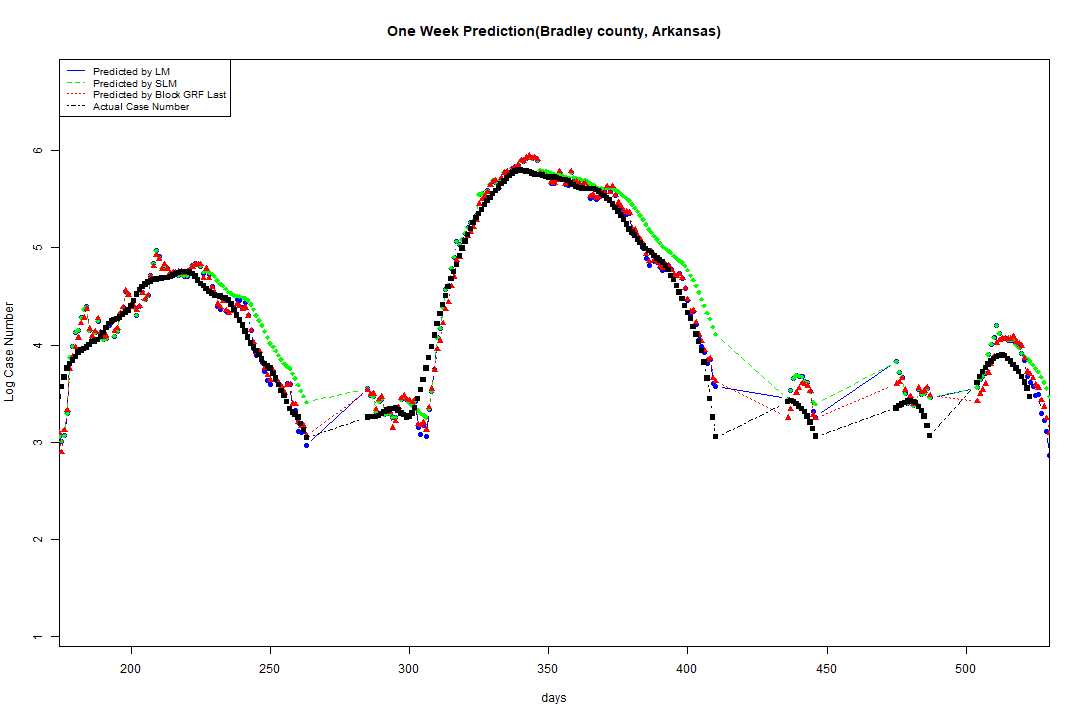 One Week Prediction(Bradley county, Arkansas)
Predicted by LM
Predicted by SLM
Predicted by Block GRF Last
Actual Case Number
Log Case Number
6
5
4
3
2
1
200 250 300 350 400 450 500
days